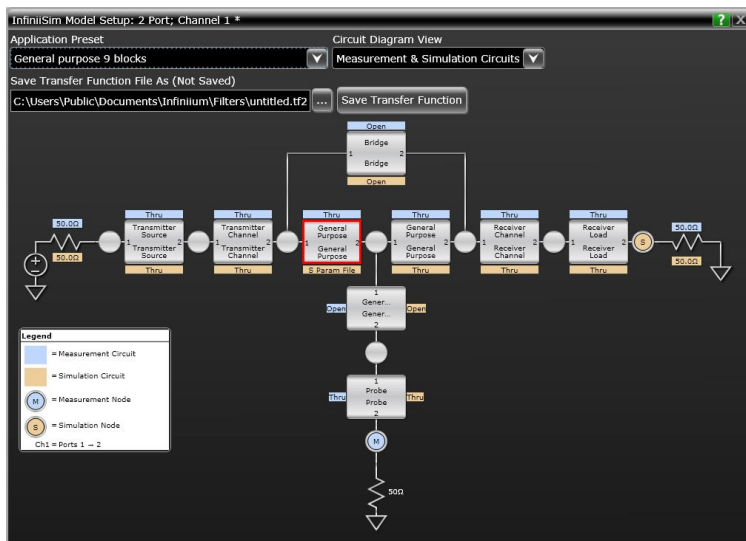 InfiniiSim Model Setup: 2 Port; Channel 1 *
? X
Application Preset
Circuit Diagram View
General purpose 9 blocks
Measurement & Simulation Circuits
Save Transfer Function File As (Not Saved)
C:\Users\Public\Documents\Infiniium\Filters\untitled.tf2
...
Save Transfer Function
Open
Bridge
1 2
Bridge
Open
50.0Ω
50.0Ω
Thru
Transmitter
Source
1 2
Transmitter
Source
Thru
Thru
Transmitter
Channel
1 2
Transmitter
Channel
Thru
Thru
General
Purpose
1 2
General
Purpose
S Param File
Thru
General
Purpose
1 2
General
Purpose
Thru
Thru
Receiver
Channel
1 2
Receiver
Channel
Thru
Thru
Receiver
Load
1 2
Receiver
Load
Thru
S
50.0Ω
50.0Ω
1
Gener...
Open
Open
Gener...
2
1
Probe
Thru
Thru
Probe
2
M
50Ω
Legend
= Measurement Circuit
= Simulation Circuit
M = Measurement Node
S = Simulation Node
Ch1 = Ports 1 → 2